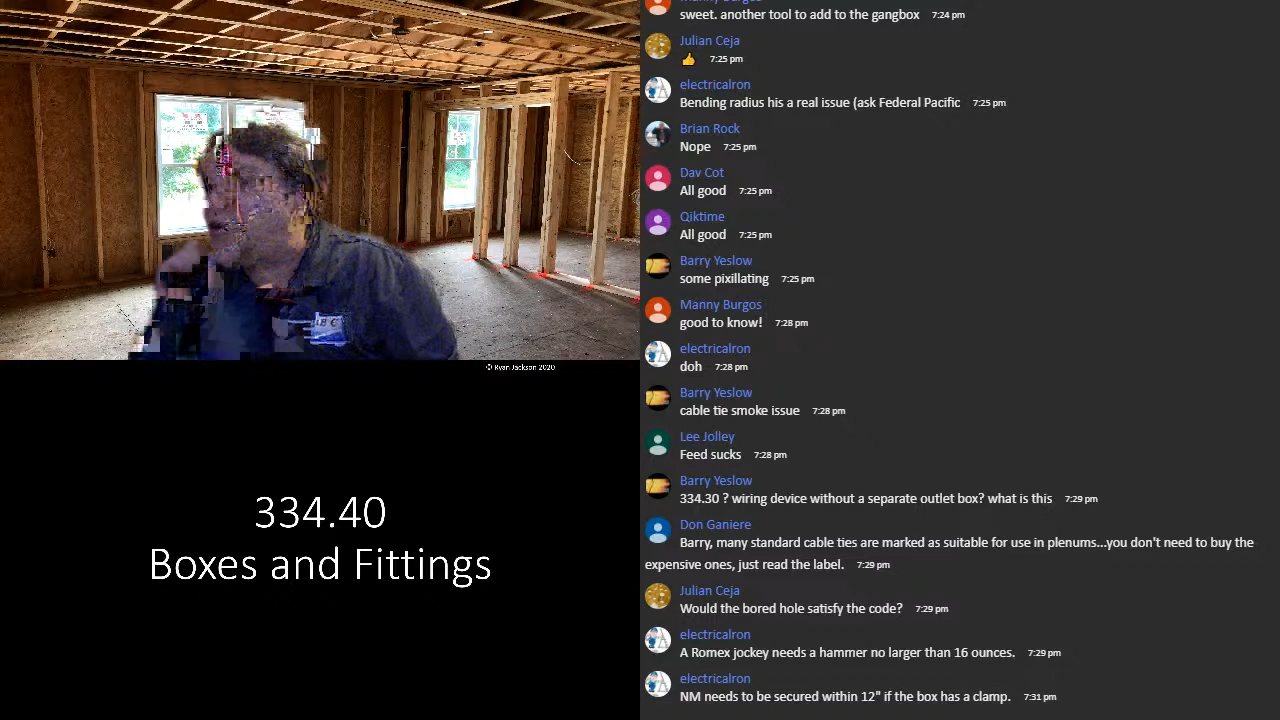 © Ryan Jackson 2020
334.40
Boxes and Fittings
sweet. another tool to add to the gangbox 7:24 pm
Julian Ceja
👍 7:25 pm
electricalron
Bending radius his a real issue (ask Federal Pacific 7:25 pm
Brian Rock
Nope 7:25 pm
Dav Cot
All good 7:25 pm
Qiktime
All good 7:25 pm
Barry Yeslow
some pixillating 7:25 pm
Manny Burgos
good to know! 7:28 pm
electricalron
doh 7:28 pm
Barry Yeslow
cable tie smoke issue 7:28 pm
Lee Jolley
Feed sucks 7:28 pm
Barry Yeslow
334.30 ? wiring device without a separate outlet box? what is this 7:29 pm
Don Ganiere
Barry, many standard cable ties are marked as suitable for use in plenums...you don't need to buy the
expensive ones, just read the label. 7:29 pm
Julian Ceja
Would the bored hole satisfy the code? 7:29 pm
electricalron
A Romex jockey needs a hammer no larger than 16 ounces. 7:29 pm
electricalron
NM needs to be secured within 12" if the box has a clamp. 7:31 pm